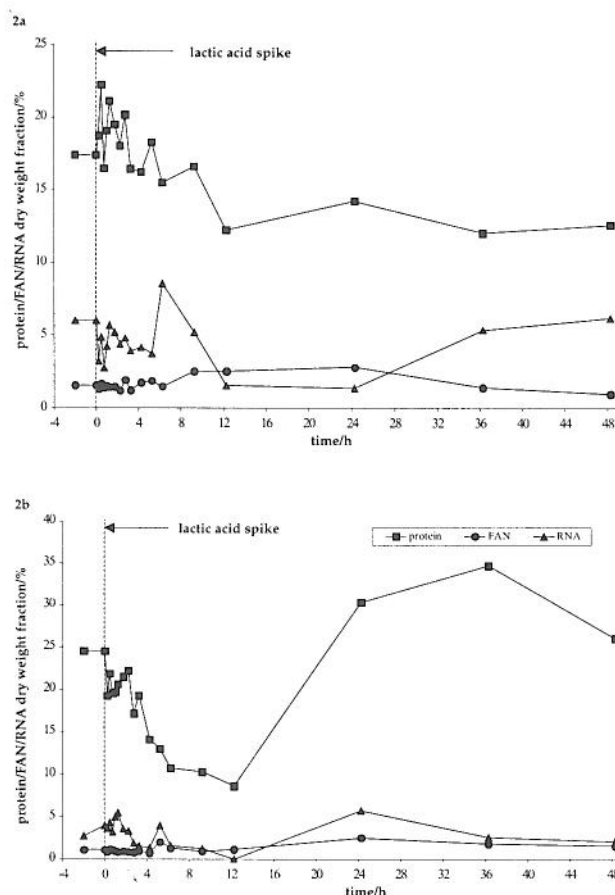 2a
protein/FAN/RNA dry weight fraction/%
25
20
15
10
5
0
lactic acid spike
-4 0 4 8 12 16 20 24 28 32 36 40 44 48
time/h
2b
protein/FAN/RNA dry weight fraction/%
40
35
30
25
20
15
10
5
0
lactic acid spike
protein FAN RNA
-4 0 4 8 12 16 20 24 28 32 36 40 44 48
time/h